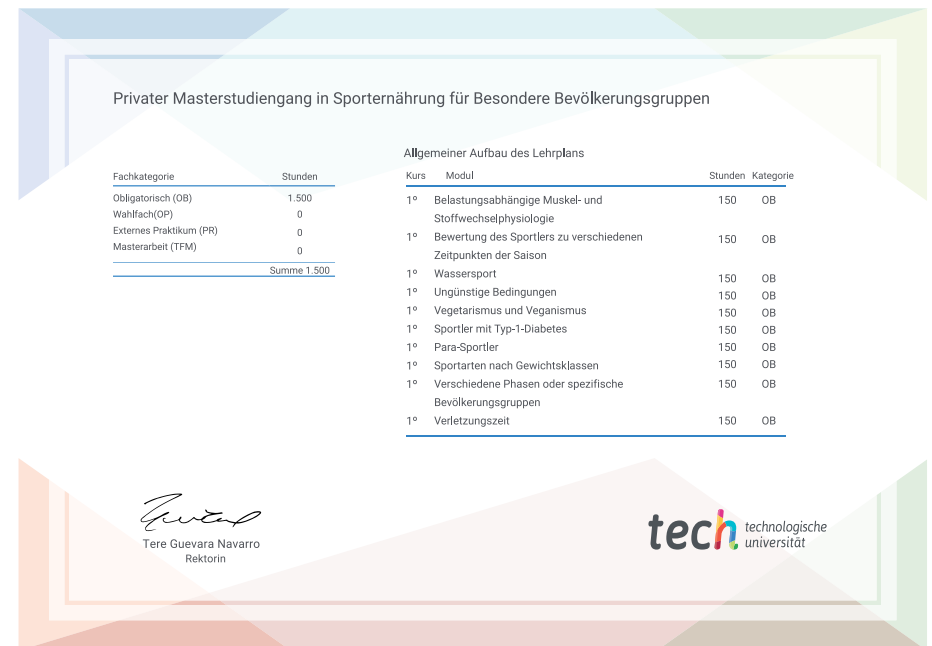 Privater Masterstudiengang in Sporternährung für Besondere Bevölkerungsgruppen
Fachkategorie Stunden
Obligatorisch (OB) 1.500
Wahlfach(OP) 0
Externes Praktikum (PR) 0
Masterarbeit (TFM) 0
Summe 1.500
Allgemeiner Aufbau des Lehrplans
Kurs Modul Stunden Kategorie
1º Belastungsabhängige Muskel- und 150 OB
Stoffwechselphysiologie
1º Bewertung des Sportlers zu verschiedenen 150 OB
Zeitpunkten der Saison
1º Wassersport 150 OB
1º Ungünstige Bedingungen 150 OB
1º Vegetarismus und Veganismus 150 OB
1º Sportler mit Typ-1-Diabetes 150 OB
1º Para-Sportler 150 OB
1º Sportarten nach Gewichtsklassen 150 OB
1º Verschiedene Phasen oder spezifische 150 OB
Bevölkerungsgruppen
1º Verletzungszeit 150 OB
Tere Guevara Navarro
Rektorin
tech technologische
universität